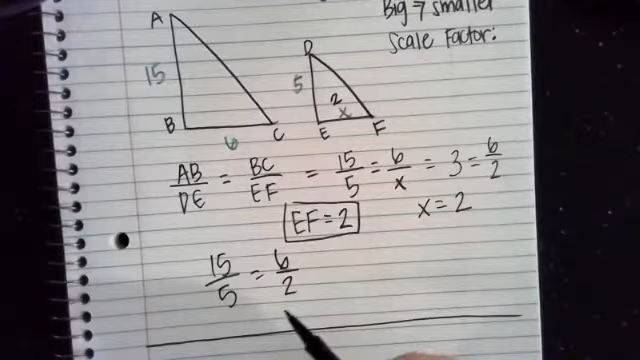 Big → smaller
Scale Factor:
A
D
15
5
2
x
B
C
E
F
6
AB/DE = BC/EF = 15/5 = 6/x = 3 = 6/2
EF = 2
x = 2
15/5 = 6/2